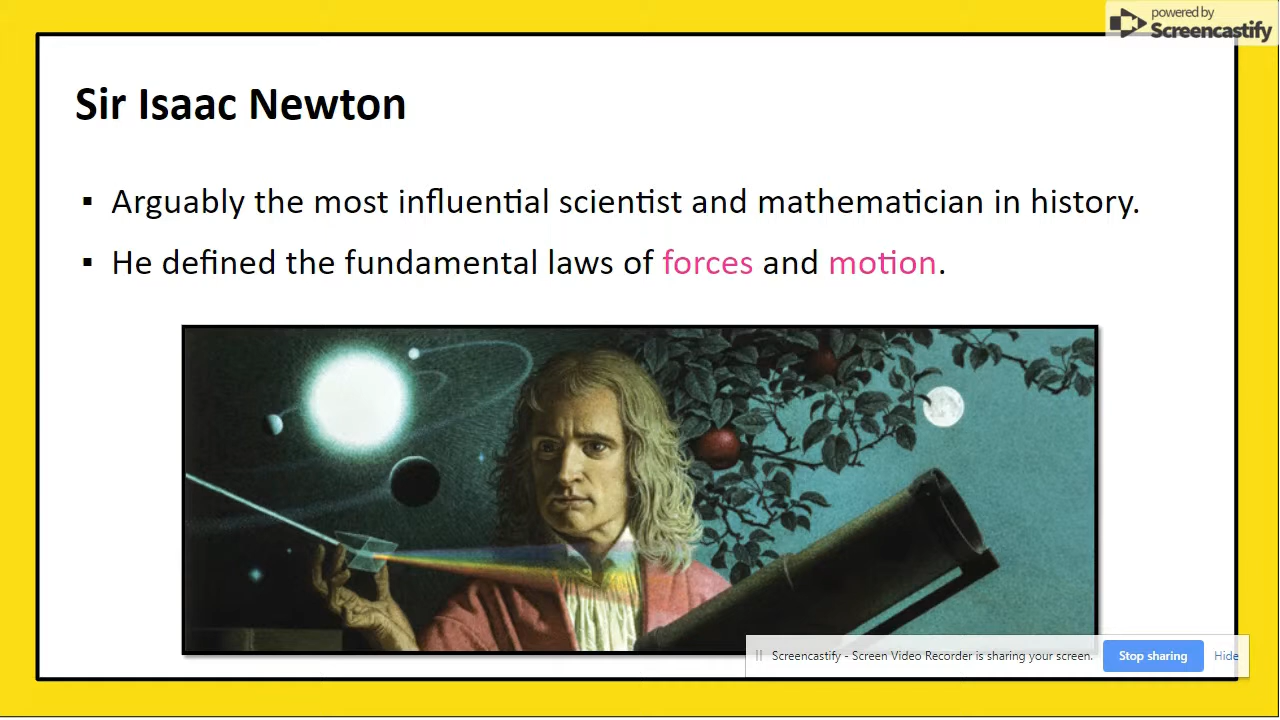 powered by
Screencastify
Sir Isaac Newton
▪ Arguably the most influential scientist and mathematician in history.
▪ He defined the fundamental laws of forces and motion.
|| Screencastify - Screen Video Recorder is sharing your screen. Stop sharing Hide